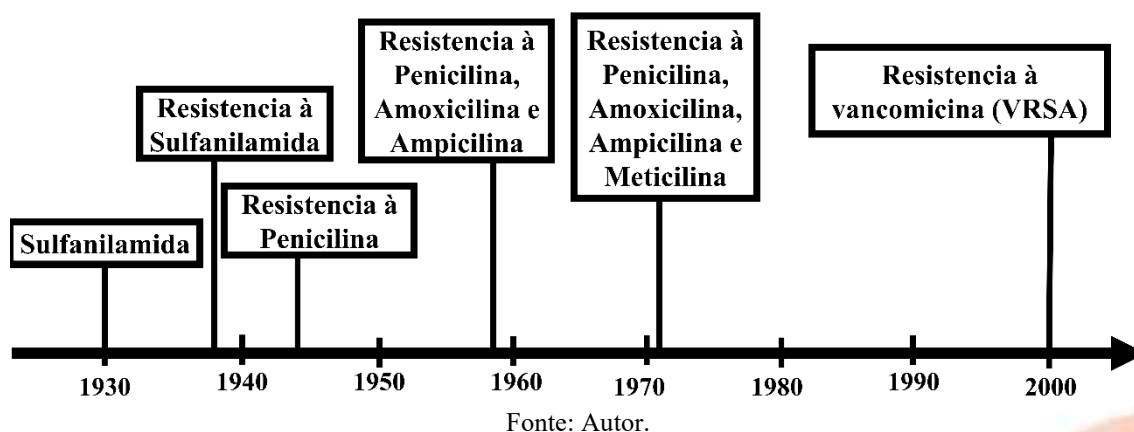 Sulfanilamida
Resistencia à
Sulfanilamida
Resistencia à
Penicilina
Resistencia à
Penicilina,
Amoxicilina e
Ampicilina
Resistencia à
Penicilina,
Amoxicilina,
Ampicilina e
Meticilina
Resistencia à
vancomicina (VRSA)
1930 1940 1950 1960 1970 1980 1990 2000
Fonte: Autor.